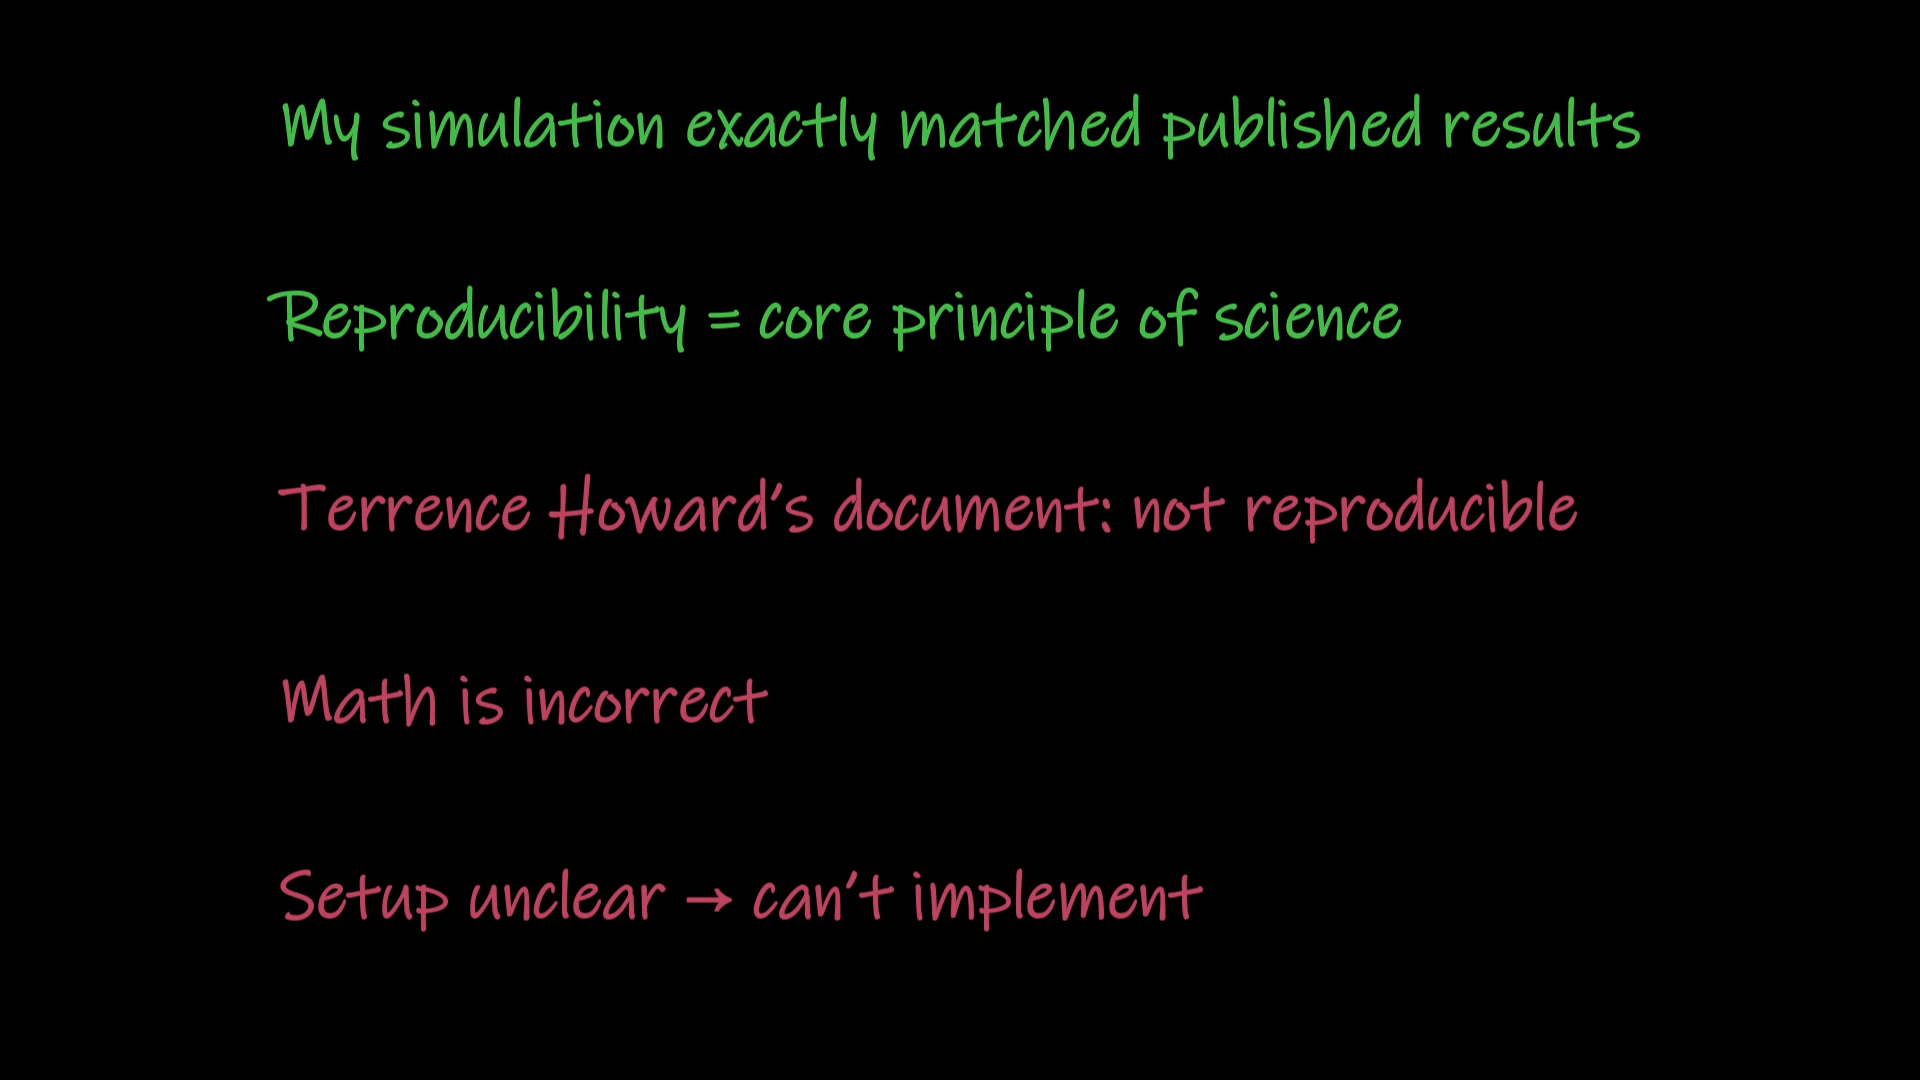 My simulation exactly matched published results
Reproducibility = core principle of science
Terrence Howard's document: not reproducible
Math is incorrect
Setup unclear → can't implement